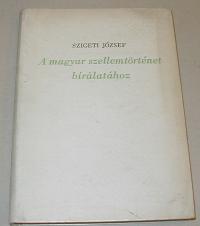 SZIGETI JÓZSEF
A magyar szellemtörténet
bírálatához